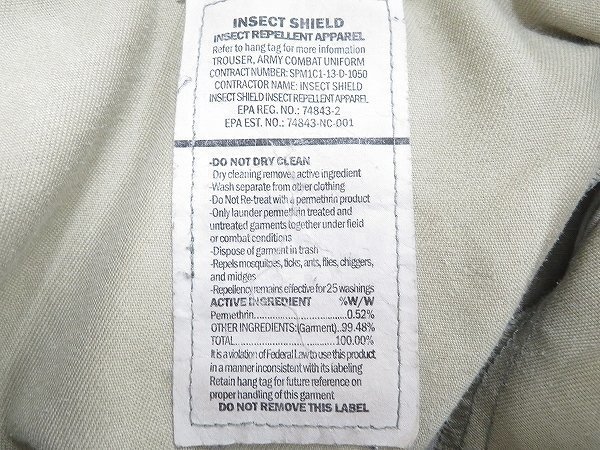 INSECT SHIELD
INSECT REPELLENT APPAREL
Refer to hang tag for more information
TROUSER, ARMY COMBAT UNIFORM
CONTRACT NUMBER: SPM1C1-13-D-1050
CONTRACTOR NAME: INSECT SHIELD
INSECT SHIELD INSECT REPELLENT APPAREL
EPA REG. NO.: 74843-2
EPA EST. NO.: 74843-NC-001
-DO NOT DRY CLEAN
-Dry cleaning removes active ingredient
-Wash separate from other clothing
-Do Not Re-treat with a permethrin product
-Only launder permethrin treated and
untreated garments together under field
or combat conditions
-Dispose of garment in trash
-Repels mosquitoes, ticks, ants, flies, chiggers,
and midges
-Repellency remains effective for 25 washings
ACTIVE INGREDIENT %W/W
Permethrin..................0.52%
OTHER INGREDIENTS:(Garment)..99.48%
TOTAL........................100.00%
It is a violation of Federal Law to use this product
in a manner inconsistent with its labeling
Retain hang tag for future reference on
proper handling of this garment
DO NOT REMOVE THIS LABEL